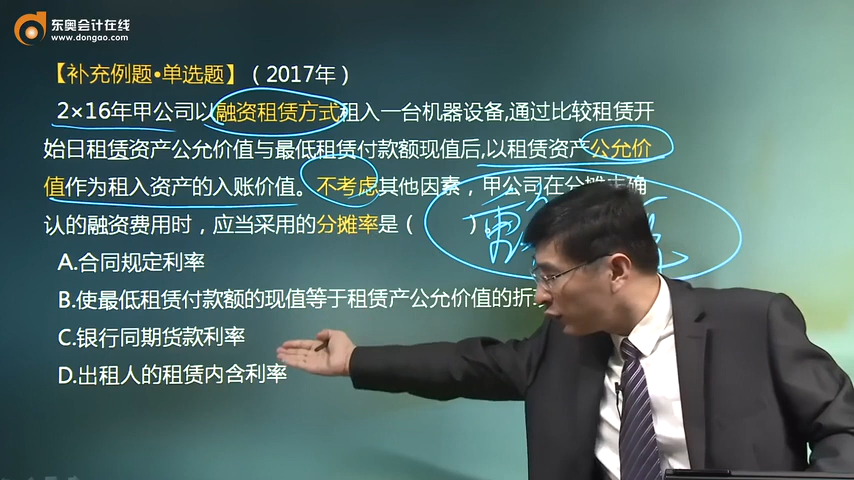 东奥会计在线
www.dongao.com
【补充例题•单选题】（2017年）
2×16年甲公司以融资租赁方式租入一台机器设备,通过比较租赁开
始日租赁资产公允价值与最低租赁付款额现值后,以租赁资产公允价
值作为租入资产的入账价值。不考虑其他因素，甲公司在分摊未确
认的融资费用时，应当采用的分摊率是（ ）。
A.合同规定利率
B.使最低租赁付款额的现值等于租赁产公允价值的折
C.银行同期货款利率
D.出租人的租赁内含利率